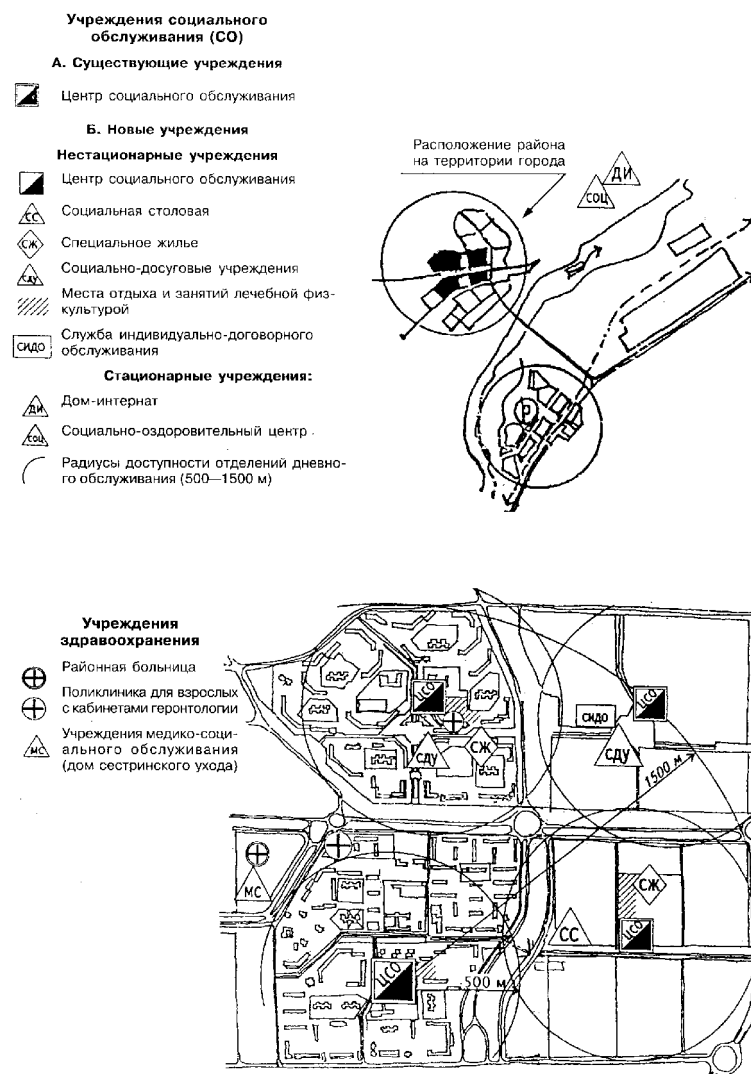 Учреждения социального
обслуживания (СО)
А. Существующие учреждения
Центр социального обслуживания
Б. Новые учреждения
Нестационарные учреждения
Центр социального обслуживания
СС
Социальная столовая
СЖ
Специальное жилье
СДУ
Социально-досуговые учреждения
Места отдыха и занятий лечебной физ-
культурой
СИДО
Служба индивидуально-договорного
обслуживания
Стационарные учреждения:
ДИ
Дом-интернат
СОЦ
Социально-оздоровительный центр
Радиусы доступности отделений дневно-
го обслуживания (500—1500 м)
Расположение района
на территории города
ДИ
СОЦ
Р
Учреждения
здравоохранения
Районная больница
Поликлиника для взрослых
с кабинетами геронтологии
МС
Учреждения медико-соци-
ального обслуживания
(дом сестринского ухода)
ЦСО
СДУ
СЖ
СИДО
ЦСО
СДУ
1500 м
МС
СЖ
СС
ЦСО
ЦСО
500 м